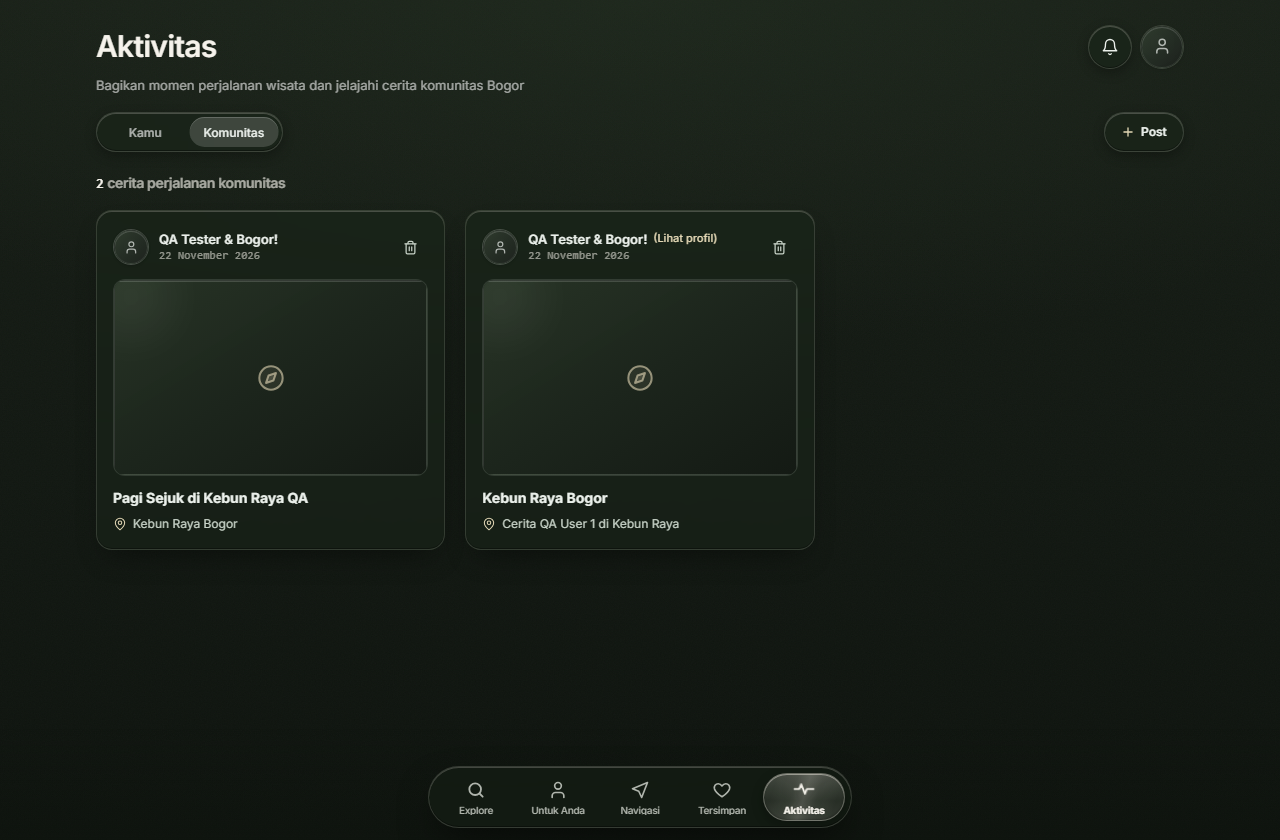 Aktivitas
Bagikan momen perjalanan wisata dan jelajahi cerita komunitas Bogor
Kamu
Komunitas
Post
2 cerita perjalanan komunitas
QA Tester & Bogor!
22 November 2026
Pagi Sejuk di Kebun Raya QA
Kebun Raya Bogor
QA Tester & Bogor! (Lihat profil)
22 November 2026
Kebun Raya Bogor
Cerita QA User 1 di Kebun Raya
Explore
Untuk Anda
Navigasi
Tersimpan
Aktivitas